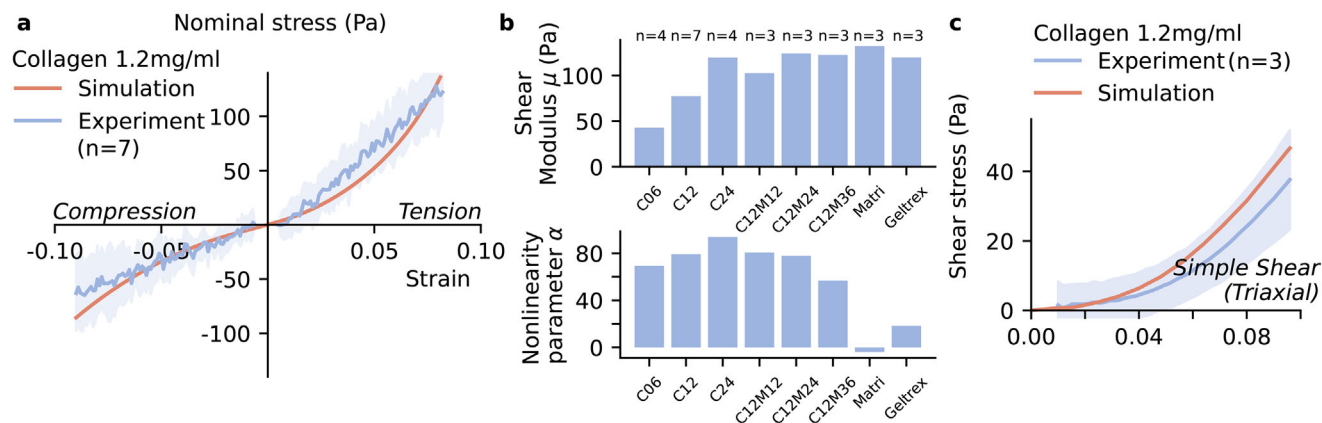 a
Nominal stress (Pa)
Collagen 1.2mg/ml
Simulation
Experiment
(n=7)
100
50
Compression
Tension
-0.10
-0.05
0.05
0.10
Strain
-50
-100
b
n=4 n=7 n=4 n=3 n=3 n=3 n=3 n=3
Shear
Modulus μ (Pa)
100
50
0
C06
C12
C24
C12M12
C12M24
C12M36
Matri
Geltrex
Nonlinearity
parameter α
80
40
0
C06
C12
C24
C12M12
C12M24
C12M36
Matri
Geltrex
c
Collagen 1.2mg/ml
Experiment (n=3)
Simulation
Shear stress (Pa)
40
20
0
Simple Shear
(Triaxial)
0.00
0.04
0.08